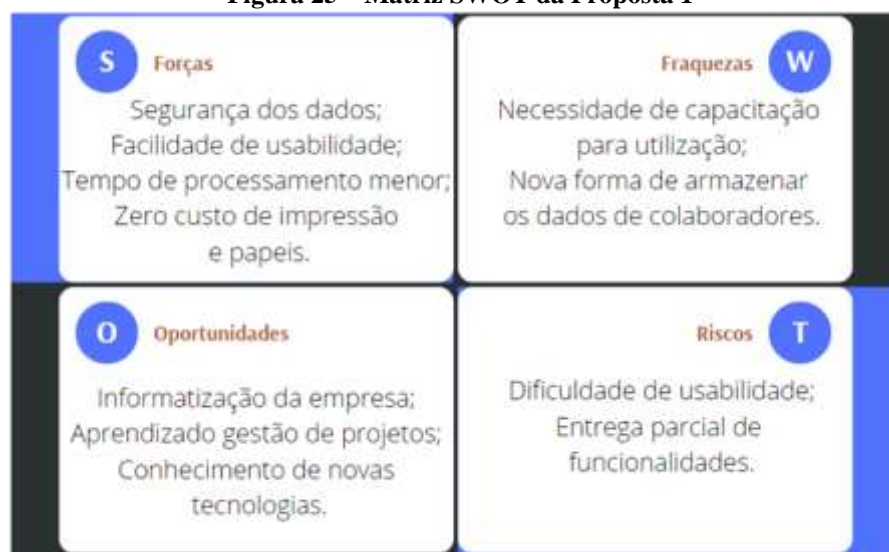 Figura 23 – Matriz SWOT da Proposta 1
S Forças
Segurança dos dados;
Facilidade de usabilidade;
Tempo de processamento menor;
Zero custo de impressão
e papeis.
Fraquezas W
Necessidade de capacitação
para utilização;
Nova forma de armazenar
os dados de colaboradores.
O Oportunidades
Informatização da empresa;
Aprendizado gestão de projetos;
Conhecimento de novas
tecnologias.
Riscos T
Dificuldade de usabilidade;
Entrega parcial de
funcionalidades.